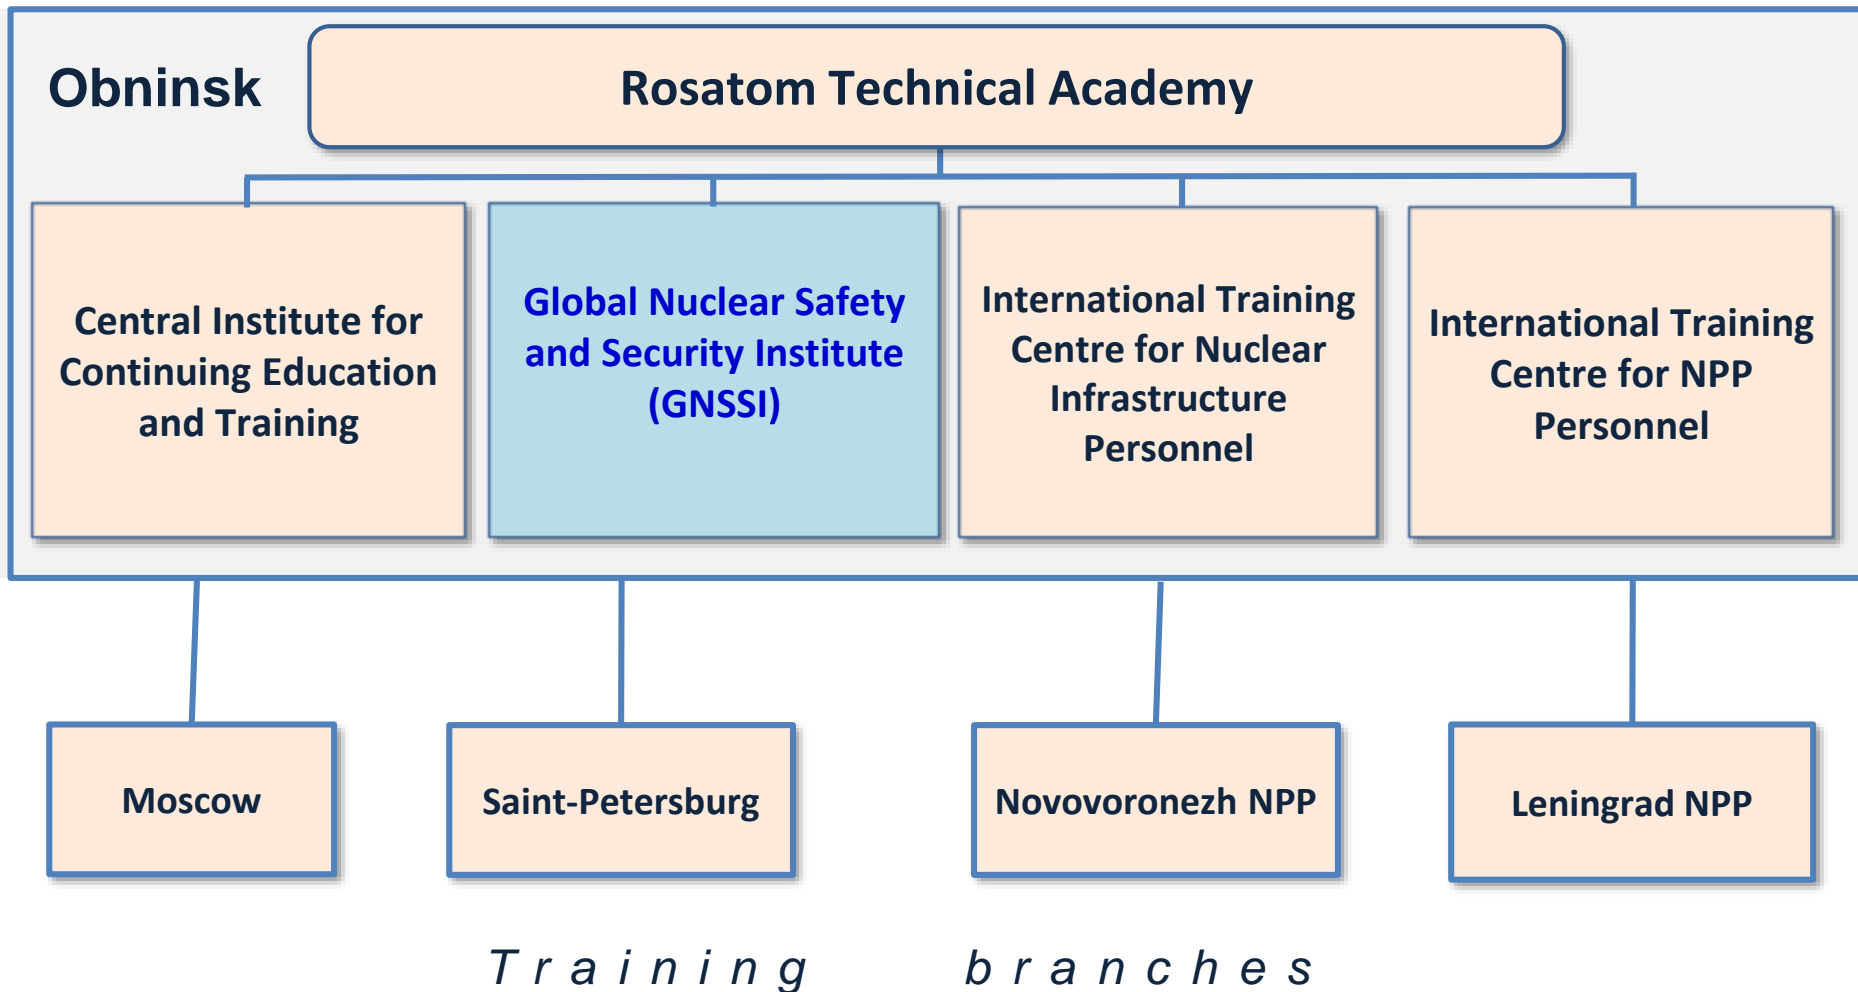 Obninsk
Rosatom Technical Academy
Central Institute for
Continuing Education
and Training
Global Nuclear Safety
and Security Institute
(GNSSI)
International Training
Centre for Nuclear
Infrastructure
Personnel
International Training
Centre for NPP
Personnel
Moscow
Saint-Petersburg
Novovoronezh NPP
Leningrad NPP
Training branches